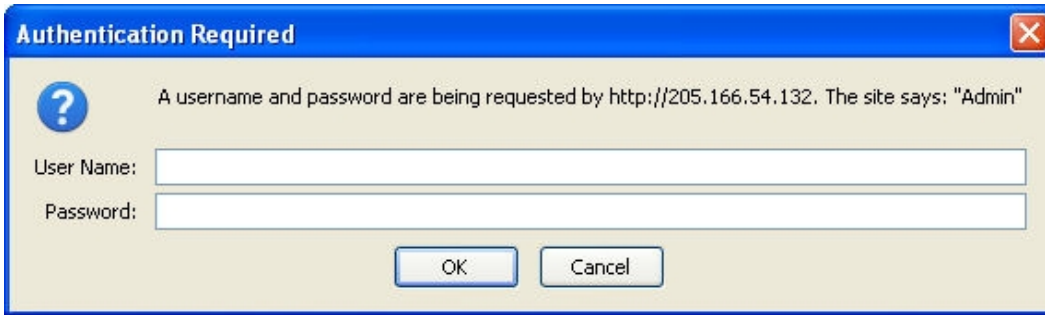 Authentication Required
A username and password are being requested by http://205.166.54.132. The site says: "Admin"
User Name:
Password:
OK Cancel